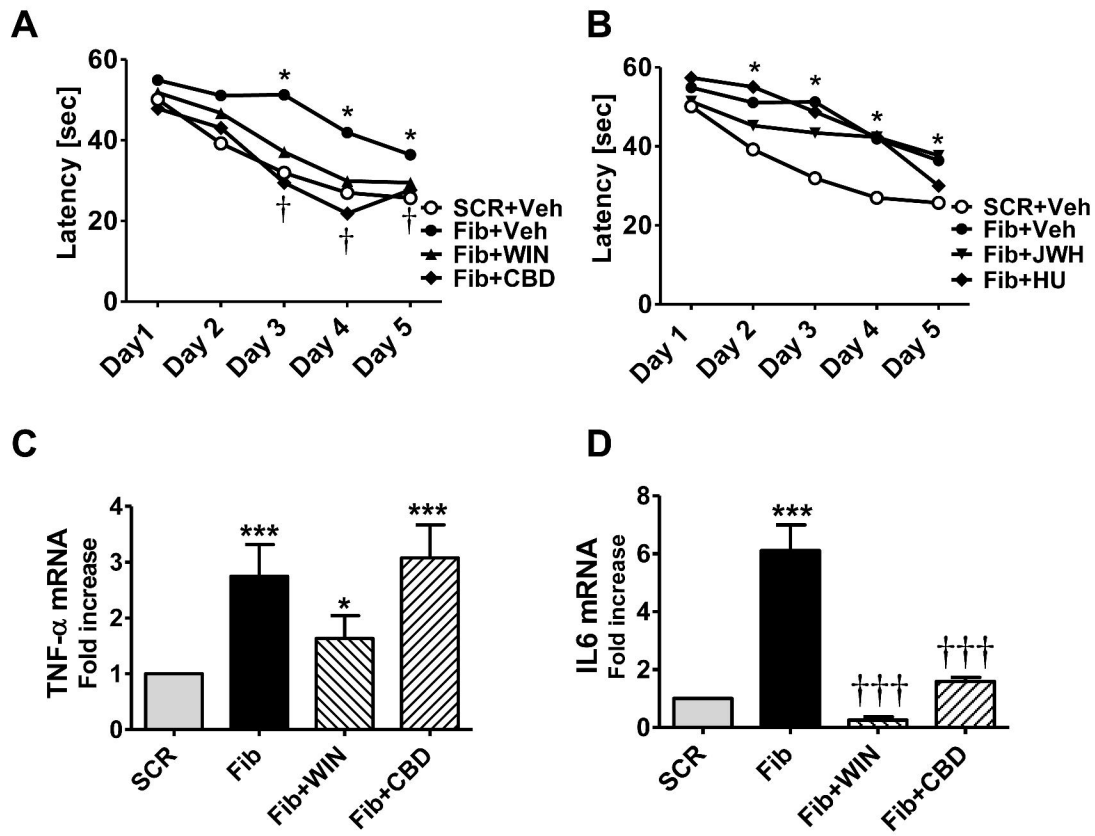 A
Latency [sec]
60
40
20
0
*
*
*
†
†
†
SCR+Veh
Fib+Veh
Fib+WIN
Fib+CBD
Day1
Day 2
Day 3
Day 4
Day 5
B
Latency [sec]
60
40
20
0
*
*
*
*
SCR+Veh
Fib+Veh
Fib+JWH
Fib+HU
Day 1
Day 2
Day 3
Day 4
Day 5
C
TNF-α mRNA
Fold increase
4
3
2
1
0
***
*
***
SCR
Fib
Fib+WIN
Fib+CBD
D
IL6 mRNA
Fold increase
8
6
4
2
0
***
†††
†††
SCR
Fib
Fib+WIN
Fib+CBD